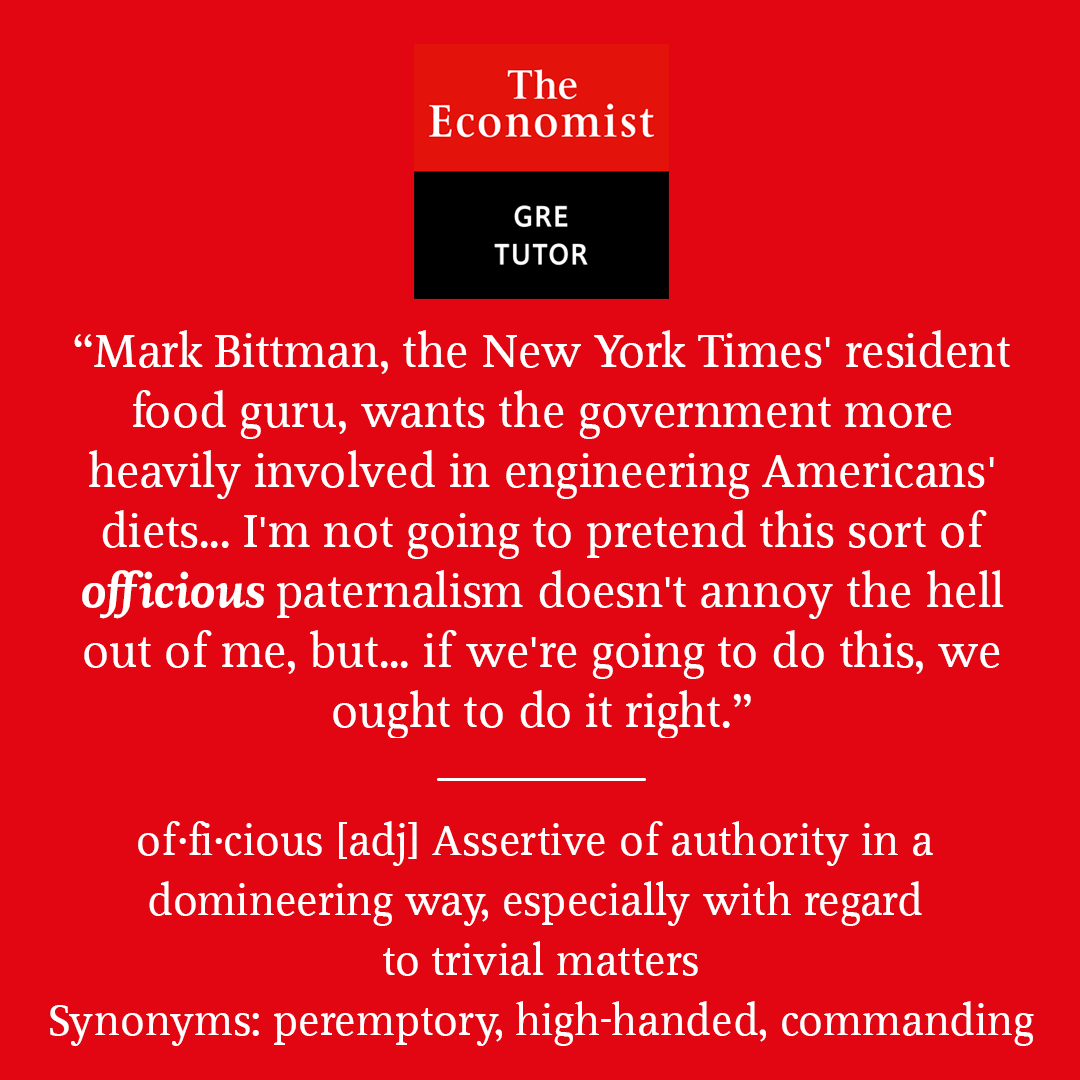 The
Economist
GRE
TUTOR
“Mark Bittman, the New York Times' resident
food guru, wants the government more
heavily involved in engineering Americans'
diets... I'm not going to pretend this sort of
officious paternalism doesn't annoy the hell
out of me, but... if we're going to do this, we
ought to do it right.”
of·fi·cious [adj] Assertive of authority in a
domineering way, especially with regard
to trivial matters
Synonyms: peremptory, high-handed, commanding